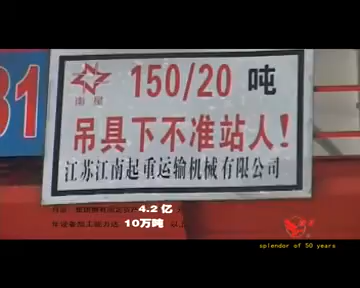 31
南星
150/20 吨
吊具下不准站人!
江苏江南起重运输机械有限公司
4.2 亿
10万吨 以上
splendor of 50 years